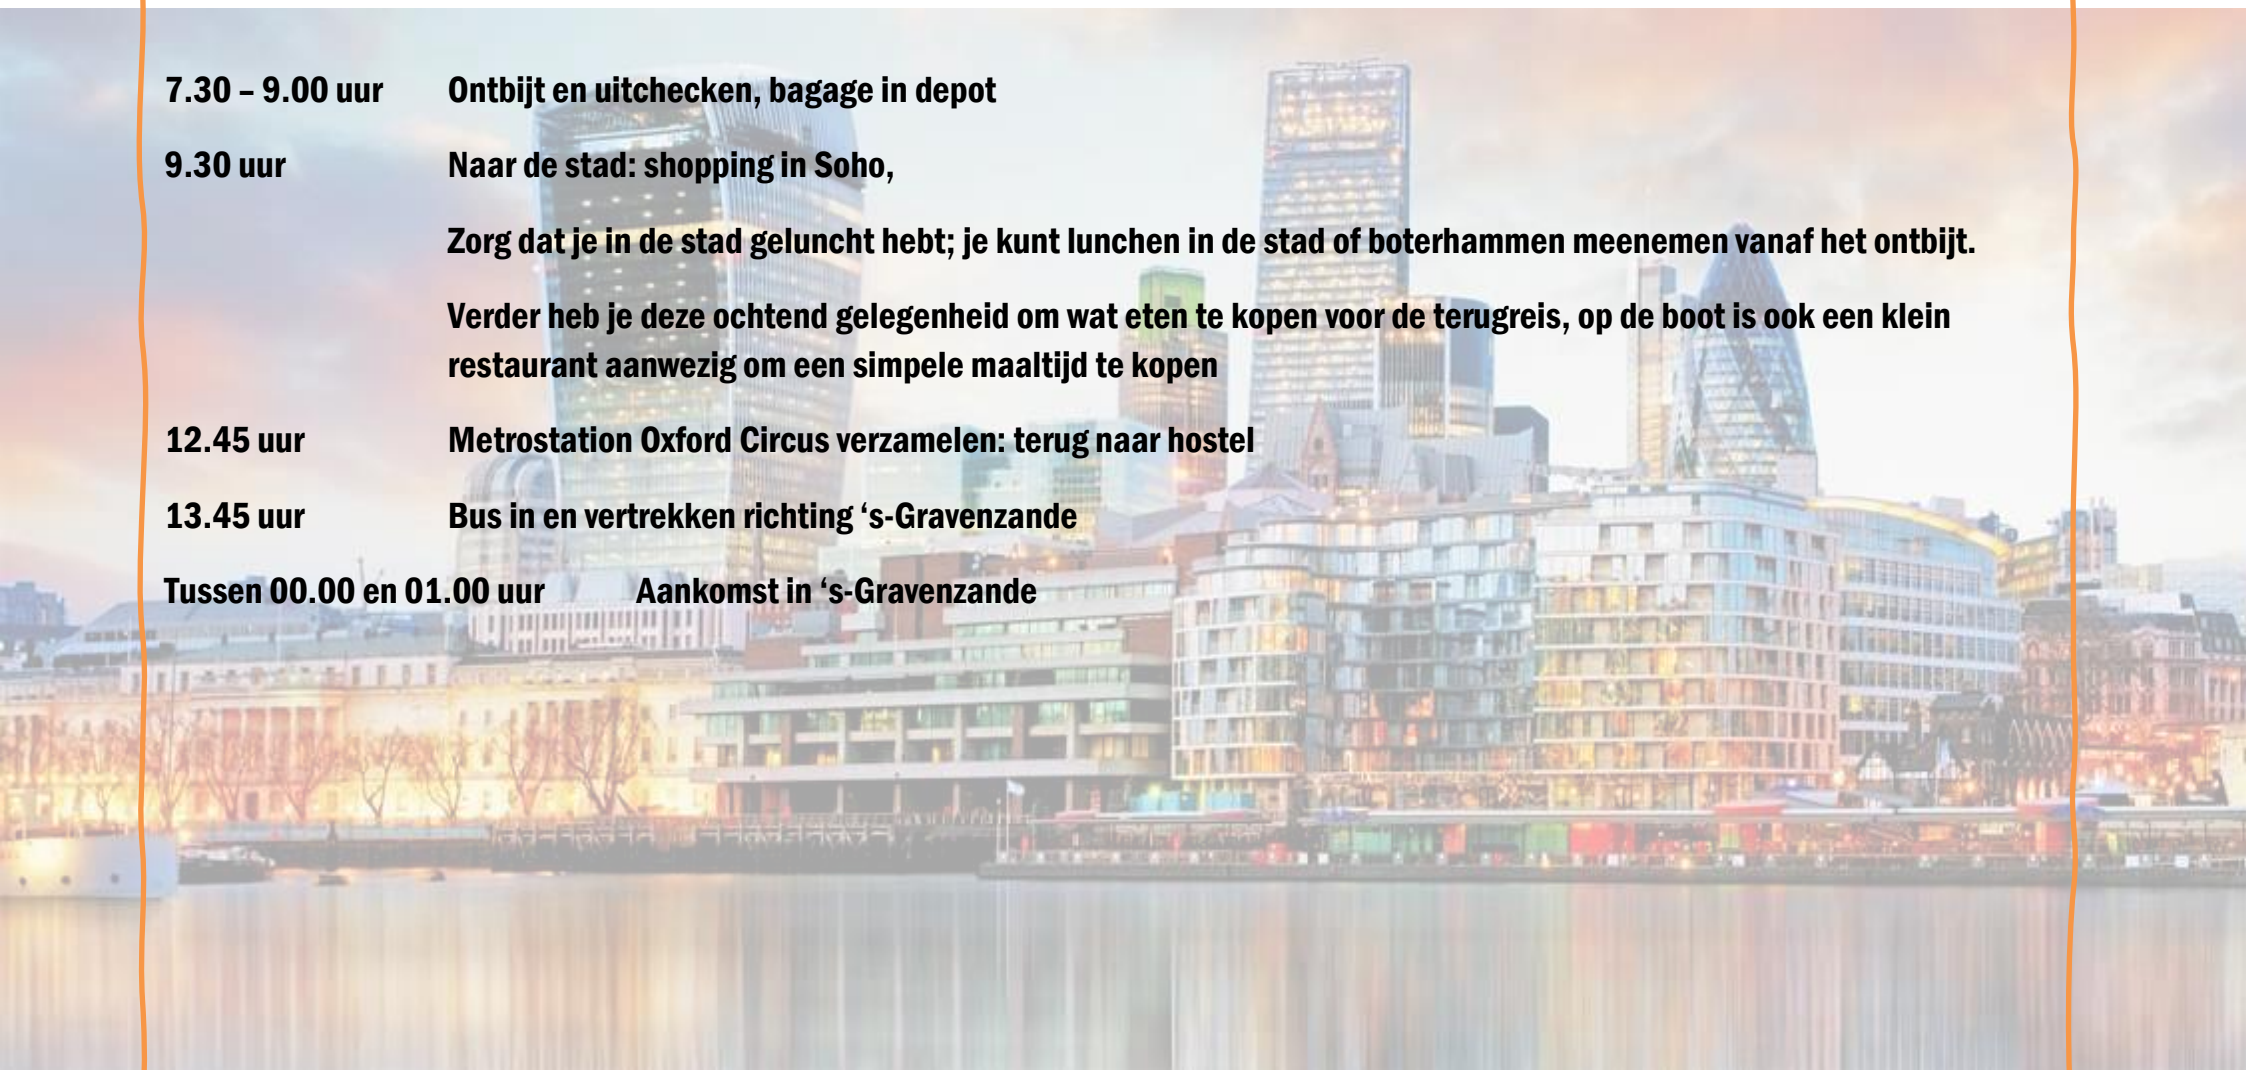 7.30 – 9.00 uur Ontbijt en uitchecken, bagage in depot
9.30 uur Naar de stad: shopping in Soho,
Zorg dat je in de stad geluncht hebt; je kunt lunchen in de stad of boterhammen meenemen vanaf het ontbijt.
Verder heb je deze ochtend gelegenheid om wat eten te kopen voor de terugreis, op de boot is ook een klein
restaurant aanwezig om een simpele maaltijd te kopen
12.45 uur Metrostation Oxford Circus verzamelen: terug naar hostel
13.45 uur Bus in en vertrekken richting ‘s-Gravenzande
Tussen 00.00 en 01.00 uur Aankomst in ‘s-Gravenzande